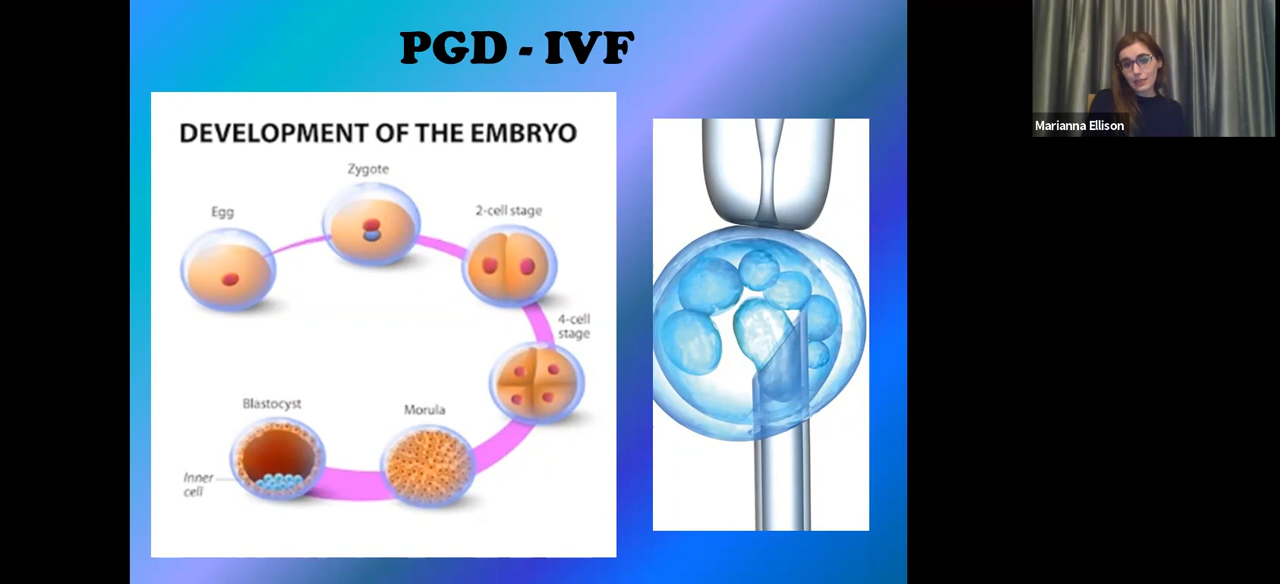 PGD - IVF
DEVELOPMENT OF THE EMBRYO
Zygote
Egg
2-cell stage
4-cell
stage
Blastocyst
Morula
Inner
cell
Marianna Ellison